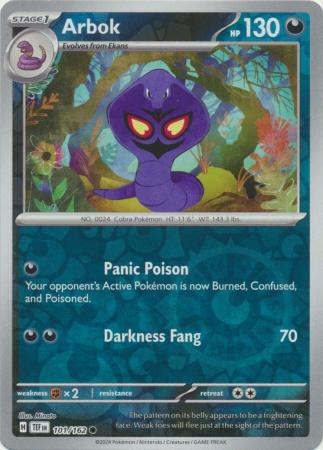 STAGE 1
Arbok
HP 130
Evolves from Ekans
NO. 0024 Cobra Pokémon HT: 11'6" WT: 143.3 lbs.
Panic Poison
Your opponent's Active Pokémon is now Burned, Confused,
and Poisoned.
Darkness Fang 70
weakness ×2 resistance retreat
Illus. Minato
H TEF EN 101/162
The pattern on its belly appears to be a frightening
face. Weak foes will flee just at the sight of the pattern.
©2024 Pokémon / Nintendo / Creatures / GAME FREAK